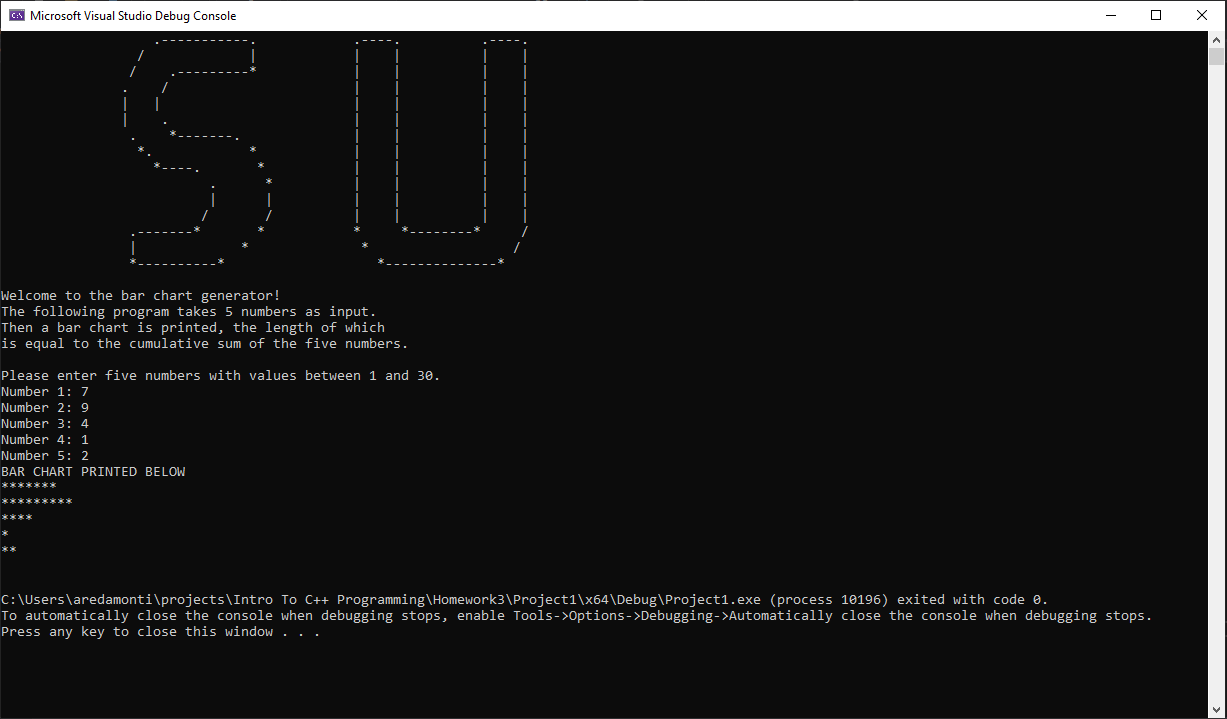 Microsoft Visual Studio Debug Console
                   .-----------.            .----.          .----.
                 /             |            |    |          |    |
                /    .---------*            |    |          |    |
               .    /                       |    |          |    |
               |   |                        |    |          |    |
               |    .                       |    |          |    |
                .    *-------.              |    |          |    |
                 *.            *            |    |          |    |
                   *----.       *           |    |          |    |
                          .      *          |    |          |    |
                          |      |          |    |          |    |
                         /       /          |    |          |    |
                .-------*       *           *     *--------*     /
                |             *              *                  /
                *----------*                   *--------------*
Welcome to the bar chart generator!
The following program takes 5 numbers as input.
Then a bar chart is printed, the length of which
is equal to the cumulative sum of the five numbers.
Please enter five numbers with values between 1 and 30.
Number 1: 7
Number 2: 9
Number 3: 4
Number 4: 1
Number 5: 2
BAR CHART PRINTED BELOW
*******
*********
****
*
**
C:\Users\aredamonti\projects\Intro To C++ Programming\Homework3\Project1\x64\Debug\Project1.exe (process 10196) exited with code 0.
To automatically close the console when debugging stops, enable Tools->Options->Debugging->Automatically close the console when debugging stops.
Press any key to close this window . . .